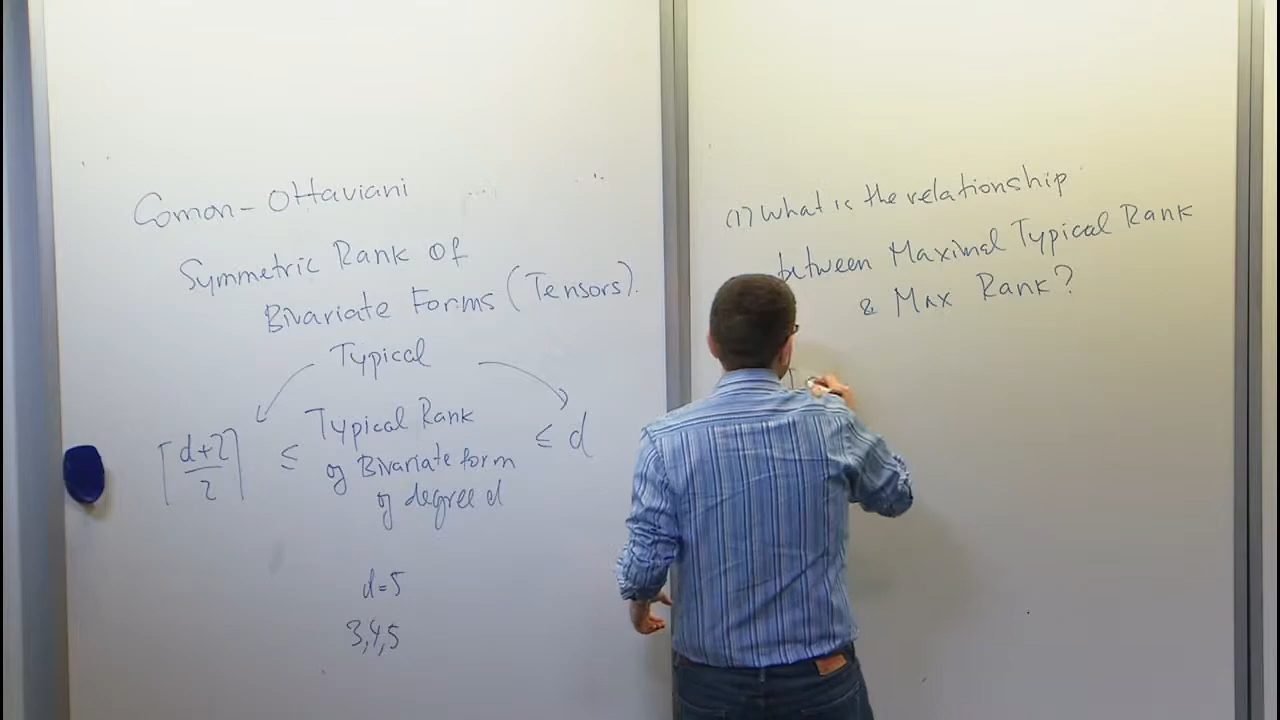 Comon-Ottaviani
Symmetric Rank of
Bivariate Forms (Tensors).
Typical
⌈d+2/2⌉ ≤ Typical Rank of Bivariate form of degree d ≤ d
d=5
3,4,5
(1) What is the relationship
between Maximal Typical Rank
& Max Rank?